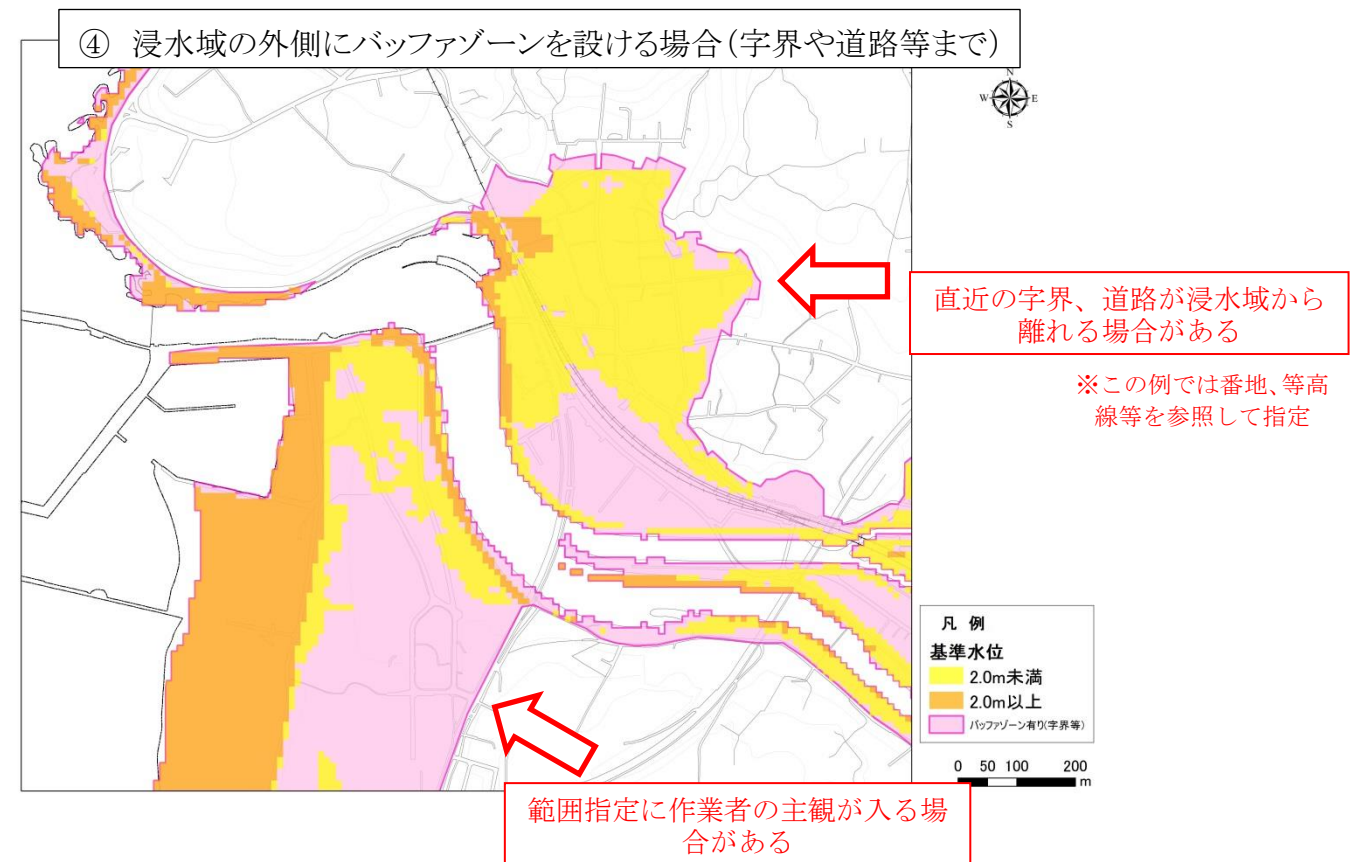 ④ 浸水域の外側にバッファゾーンを設ける場合(字界や道路等まで)
N
W
E
S
直近の字界、道路が浸水域から
離れる場合がある
※この例では番地、等高
線等を参照して指定
凡 例
基準水位
2.0m未満
2.0m以上
バッファゾーン有り(字界等)
0 50 100 200
m
範囲指定に作業者の主観が入る場
合がある